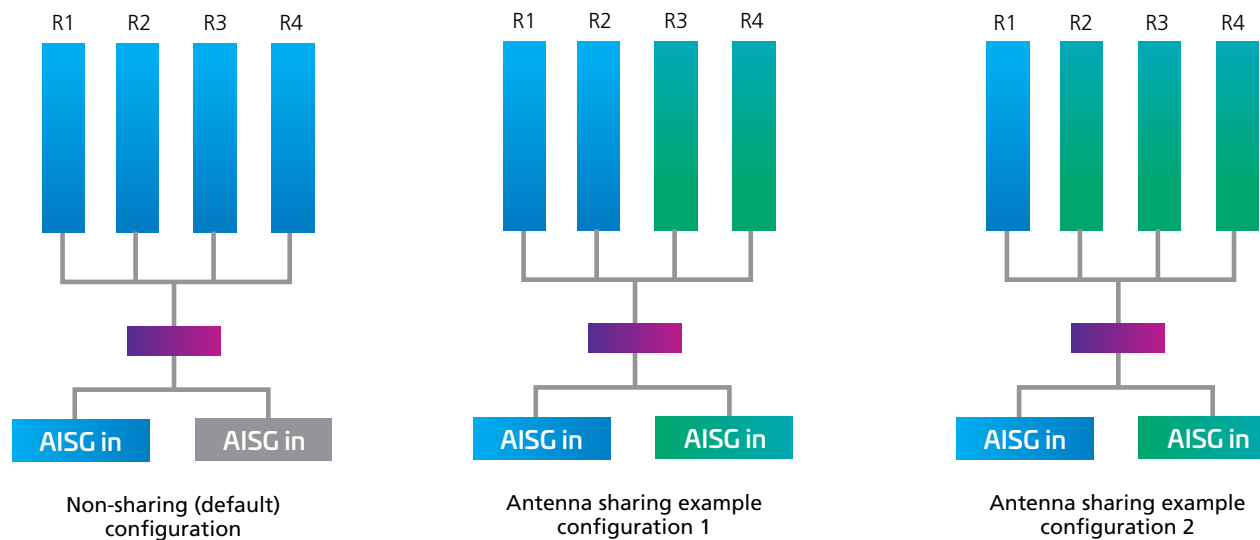 R1 R2 R3 R4
AISG in AISG in
Non-sharing (default)
configuration
R1 R2 R3 R4
AISG in AISG in
Antenna sharing example
configuration 1
R1 R2 R3 R4
AISG in AISG in
Antenna sharing example
configuration 2